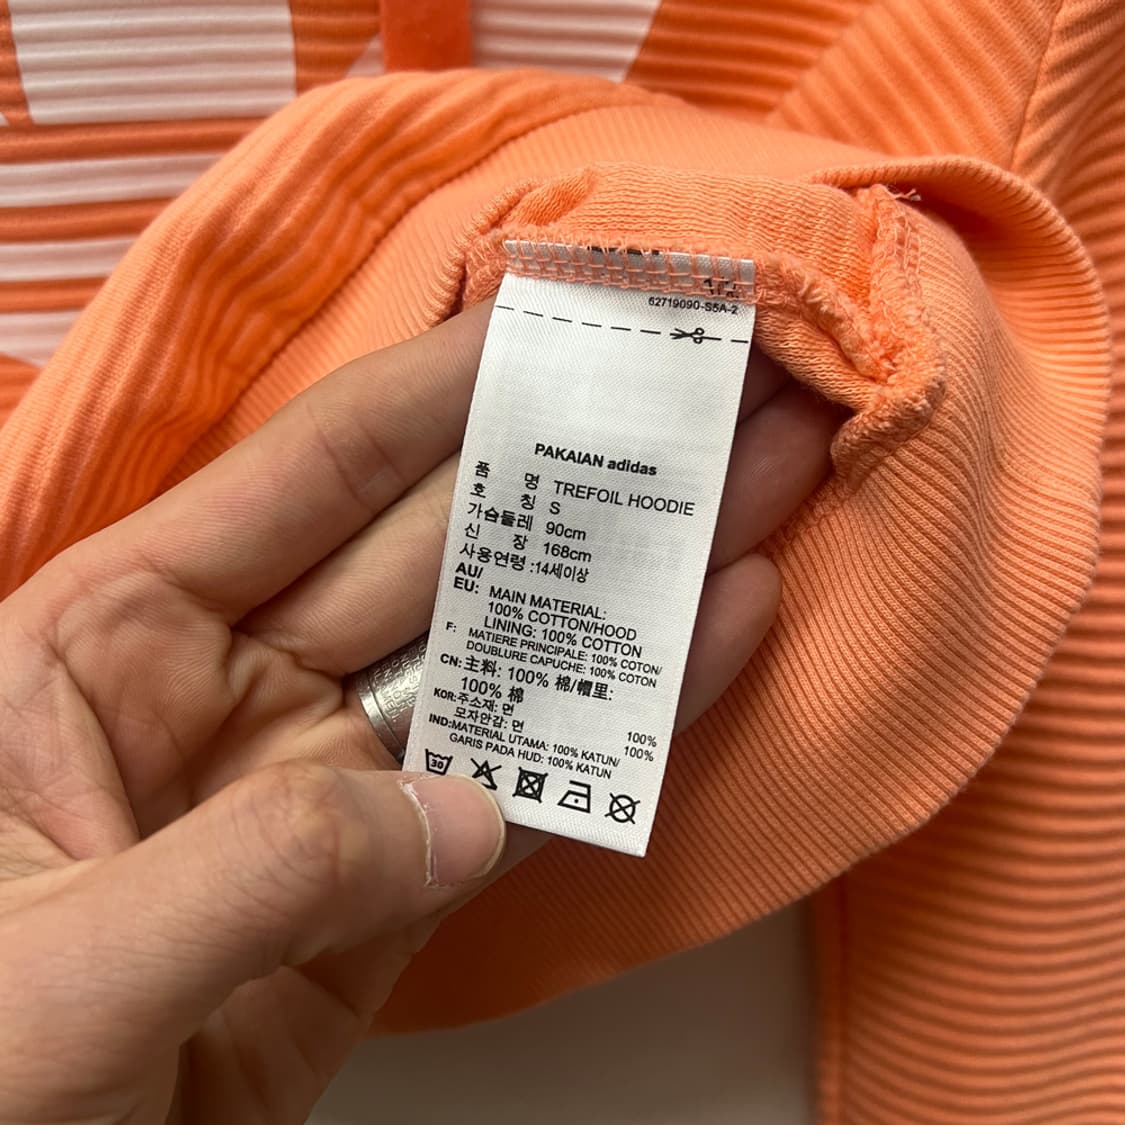 62719090-S5A-2
PAKAIAN adidas
품 명 TREFOIL HOODIE
호 칭 S
가슴둘레 90cm
신 장 168cm
사용연령 :14세이상
AU/
EU: MAIN MATERIAL:
100% COTTON/HOOD
LINING: 100% COTTON
F: MATIERE PRINCIPALE: 100% COTON/
DOUBLURE CAPUCHE: 100% COTON
CN: 主料: 100% 棉/帽里:
100% 棉
KOR: 주소재: 면 100%
모자안감: 면 100%
IND: MATERIAL UTAMA: 100% KATUN/
GARIS PADA HUD: 100% KATUN
30